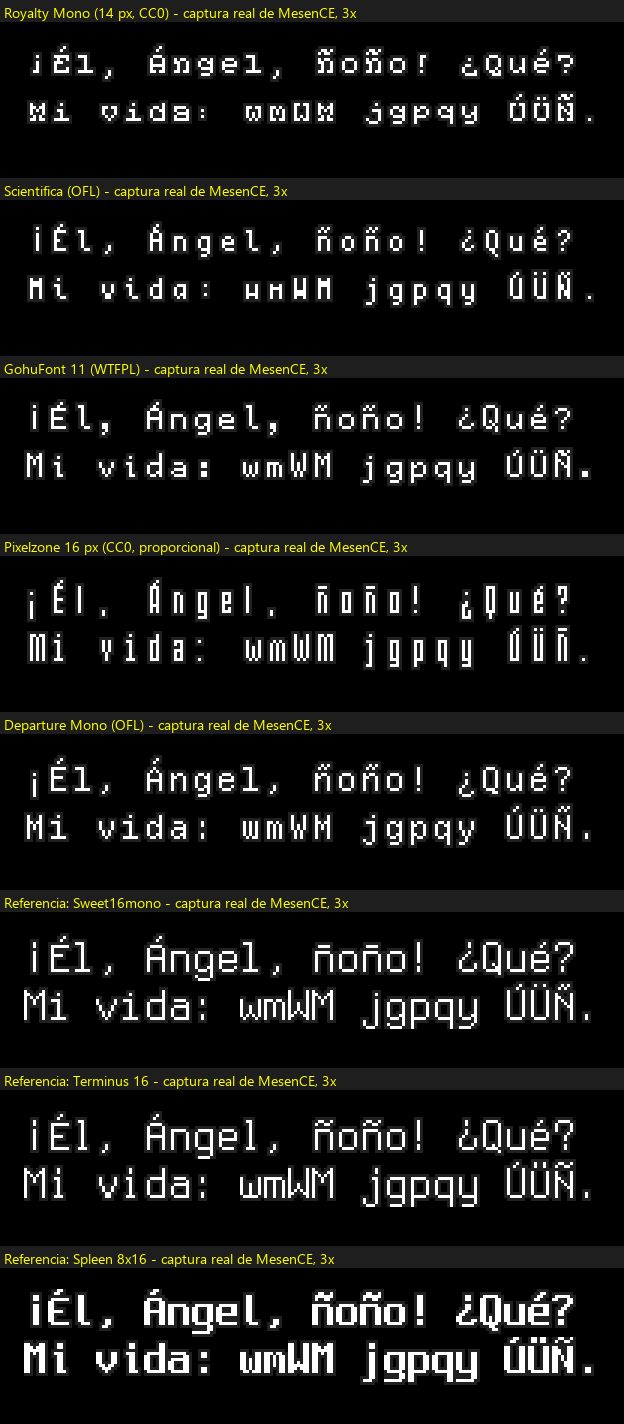 Royalty Mono (14 px, CC0) - captura real de MesenCE, 3x
¡Él, Ángel, ñoño! ¿Qué?
Mi vida: wmWM jgpqy ÚÜÑ.
Scientifica (OFL) - captura real de MesenCE, 3x
¡Él, Ángel, ñoño! ¿Qué?
Mi vida: wmWM jgpqy ÚÜÑ.
GohuFont 11 (WTFPL) - captura real de MesenCE, 3x
¡Él, Ángel, ñoño! ¿Qué?
Mi vida: wmWM jgpqy ÚÜÑ.
Pixelzone 16 px (CC0, proporcional) - captura real de MesenCE, 3x
¡Él, Ángel, ñoño! ¿Qué?
Mi vida: wmWM jgpqy ÚÜÑ.
Departure Mono (OFL) - captura real de MesenCE, 3x
¡Él, Ángel, ñoño! ¿Qué?
Mi vida: wmWM jgpqy ÚÜÑ.
Referencia: Sweet16mono - captura real de MesenCE, 3x
¡Él, Ángel, ñoño! ¿Qué?
Mi vida: wmWM jgpqy ÚÜÑ.
Referencia: Terminus 16 - captura real de MesenCE, 3x
¡Él, Ángel, ñoño! ¿Qué?
Mi vida: wmWM jgpqy ÚÜÑ.
Referencia: Spleen 8x16 - captura real de MesenCE, 3x
¡Él, Ángel, ñoño! ¿Qué?
Mi vida: wmWM jgpqy ÚÜÑ.